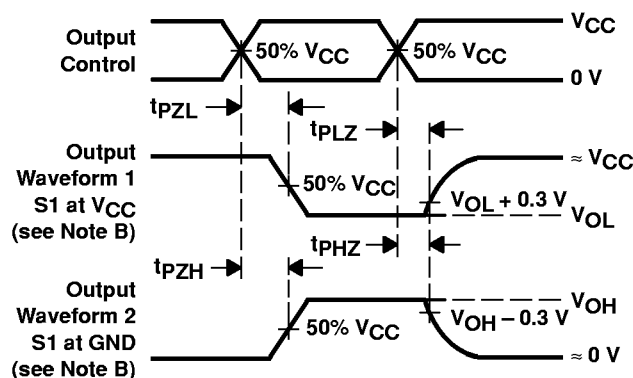 Output
Control
50% VCC
50% VCC
VCC
0 V
tPZL
tPLZ
Output
Waveform 1
S1 at VCC
(see Note B)
50% VCC
≈ VCC
VOL + 0.3 V
VOL
tPZH
tPHZ
Output
Waveform 2
S1 at GND
(see Note B)
50% VCC
VOH
VOH – 0.3 V
≈ 0 V